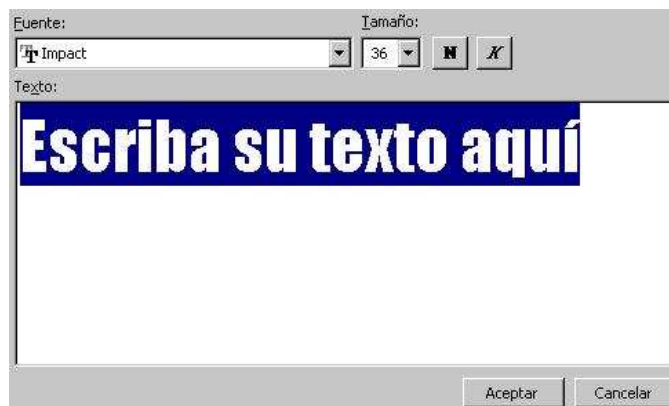 Fuente: Tamaño:
Impact 36 N K
Texto:
Escriba su texto aquí
Aceptar Cancelar